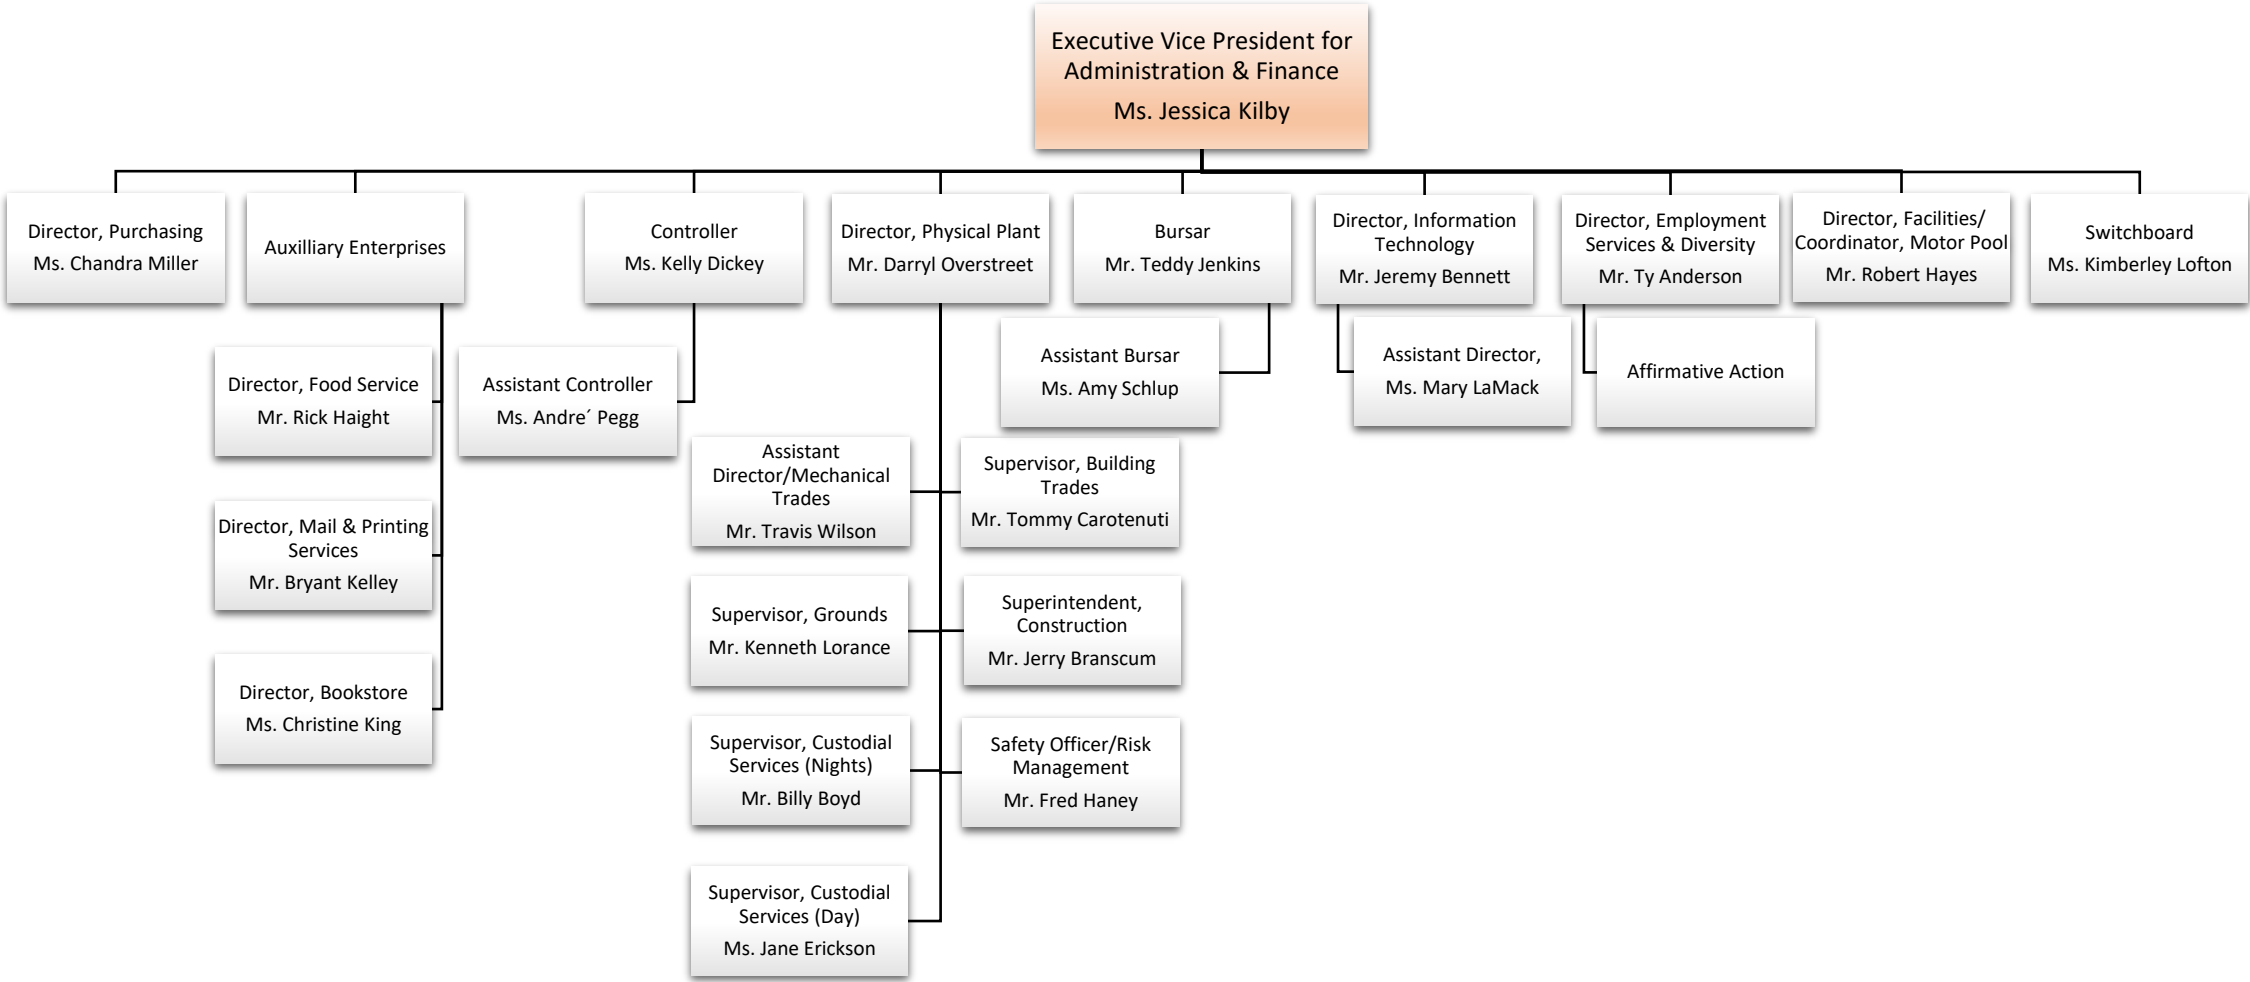 Executive Vice President for
Administration & Finance
Ms. Jessica Kilby
Director, Purchasing
Ms. Chandra Miller
Auxilliary Enterprises
Controller
Ms. Kelly Dickey
Director, Physical Plant
Mr. Darryl Overstreet
Bursar
Mr. Teddy Jenkins
Director, Information
Technology
Mr. Jeremy Bennett
Director, Employment
Services & Diversity
Mr. Ty Anderson
Director, Facilities/
Coordinator, Motor Pool
Mr. Robert Hayes
Switchboard
Ms. Kimberley Lofton
Director, Food Service
Mr. Rick Haight
Assistant Controller
Ms. Andre´ Pegg
Assistant Bursar
Ms. Amy Schlup
Assistant Director,
Ms. Mary LaMack
Affirmative Action
Assistant
Director/Mechanical
Trades
Mr. Travis Wilson
Supervisor, Building
Trades
Mr. Tommy Carotenuti
Director, Mail & Printing
Services
Mr. Bryant Kelley
Supervisor, Grounds
Mr. Kenneth Lorance
Superintendent,
Construction
Mr. Jerry Branscum
Director, Bookstore
Ms. Christine King
Supervisor, Custodial
Services (Nights)
Mr. Billy Boyd
Safety Officer/Risk
Management
Mr. Fred Haney
Supervisor, Custodial
Services (Day)
Ms. Jane Erickson